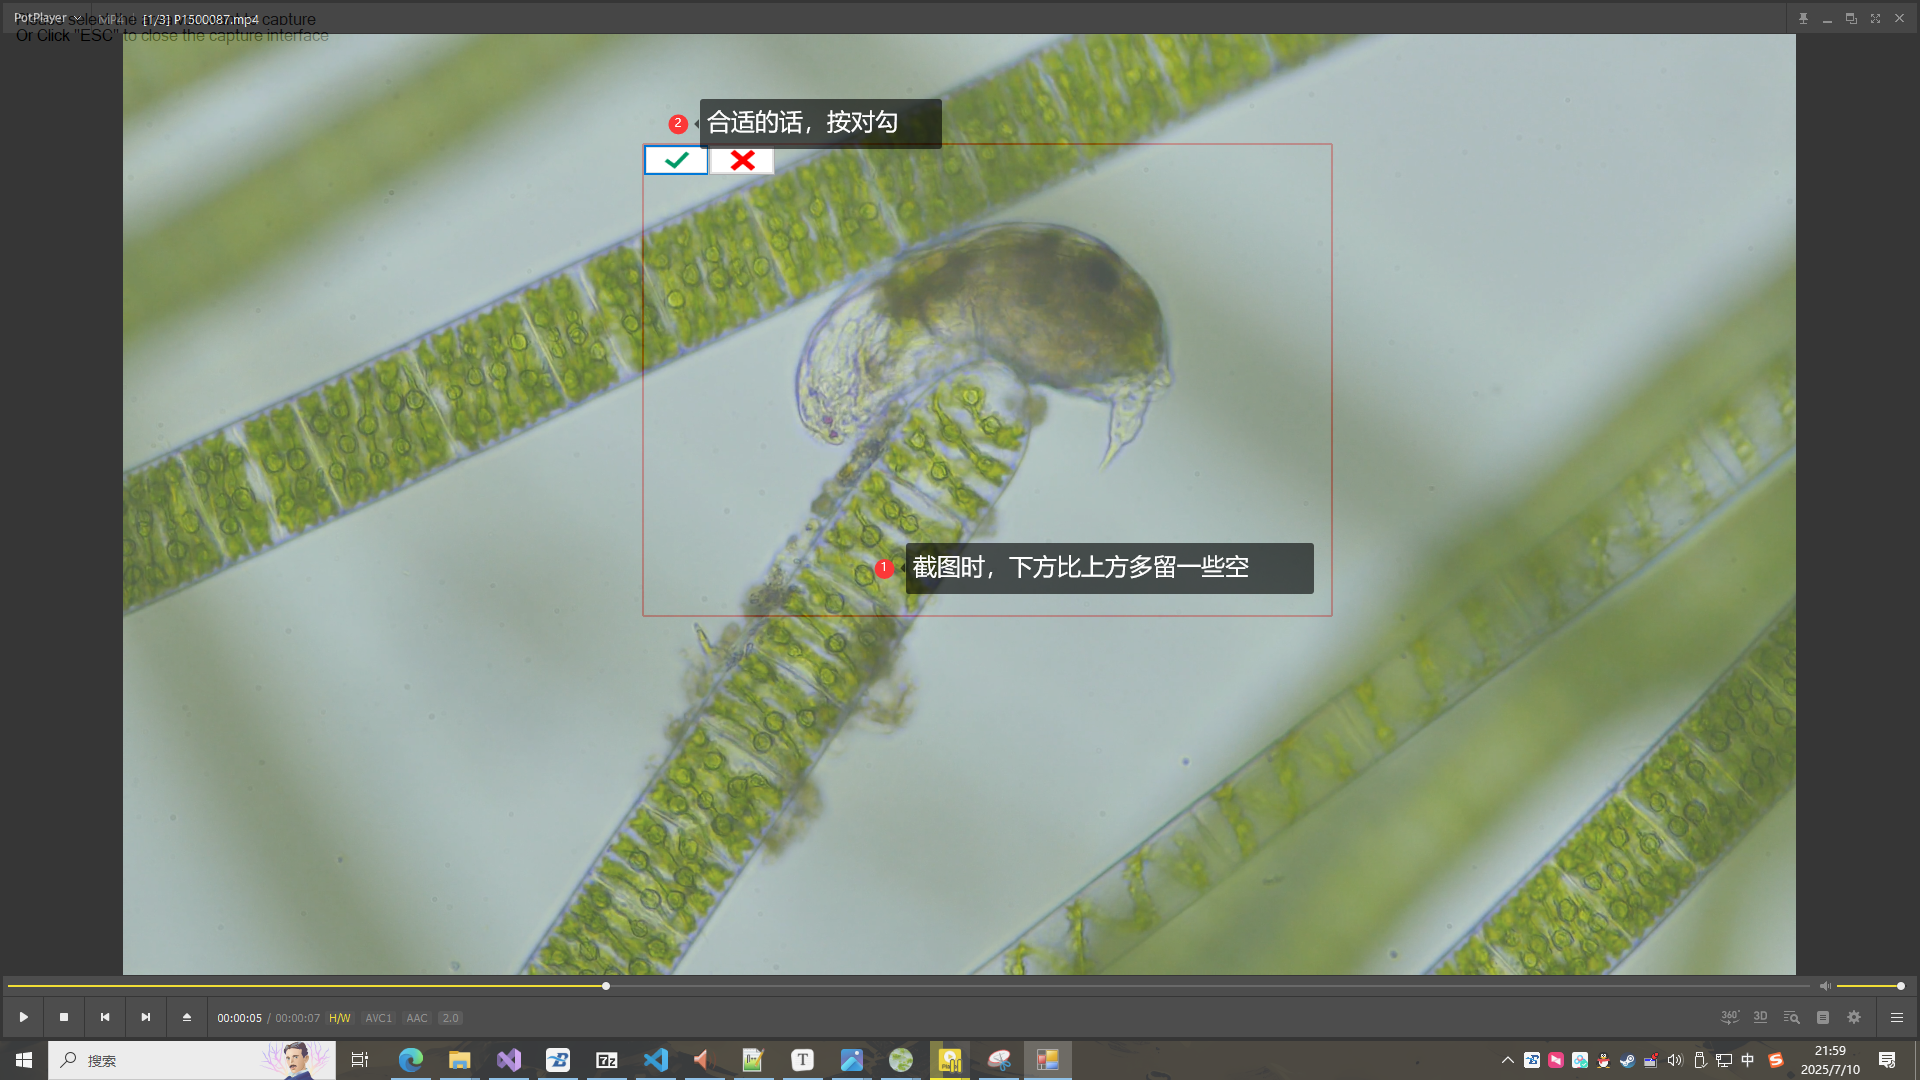 PotPlayer
MP4
[1/3] P1500087.mp4
capture
Or Click "ESC" to close the capture interface
2
合适的话，按对勾
1
截图时，下方比上方多留一些空
00:00:05 / 00:00:07 H/W AVC1 AAC 2.0
360°
3D
搜索
7z
T
中
21:59
2025/7/10